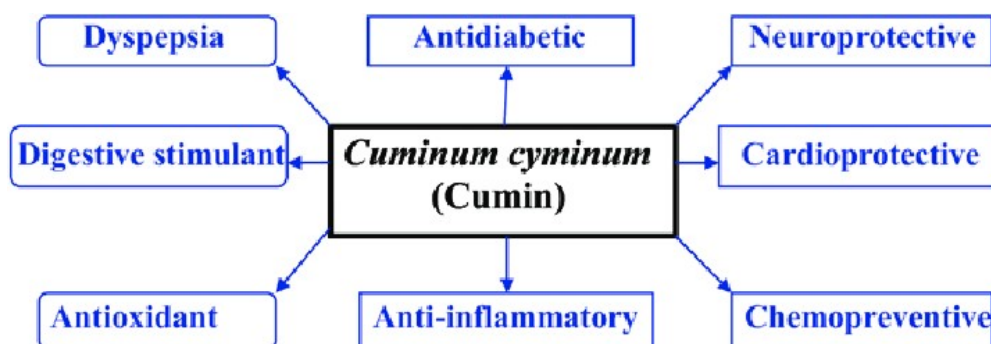 Dyspepsia
Antidiabetic
Neuroprotective
Digestive stimulant
Cuminum cyminum
(Cumin)
Cardioprotective
Antioxidant
Anti-inflammatory
Chemopreventive